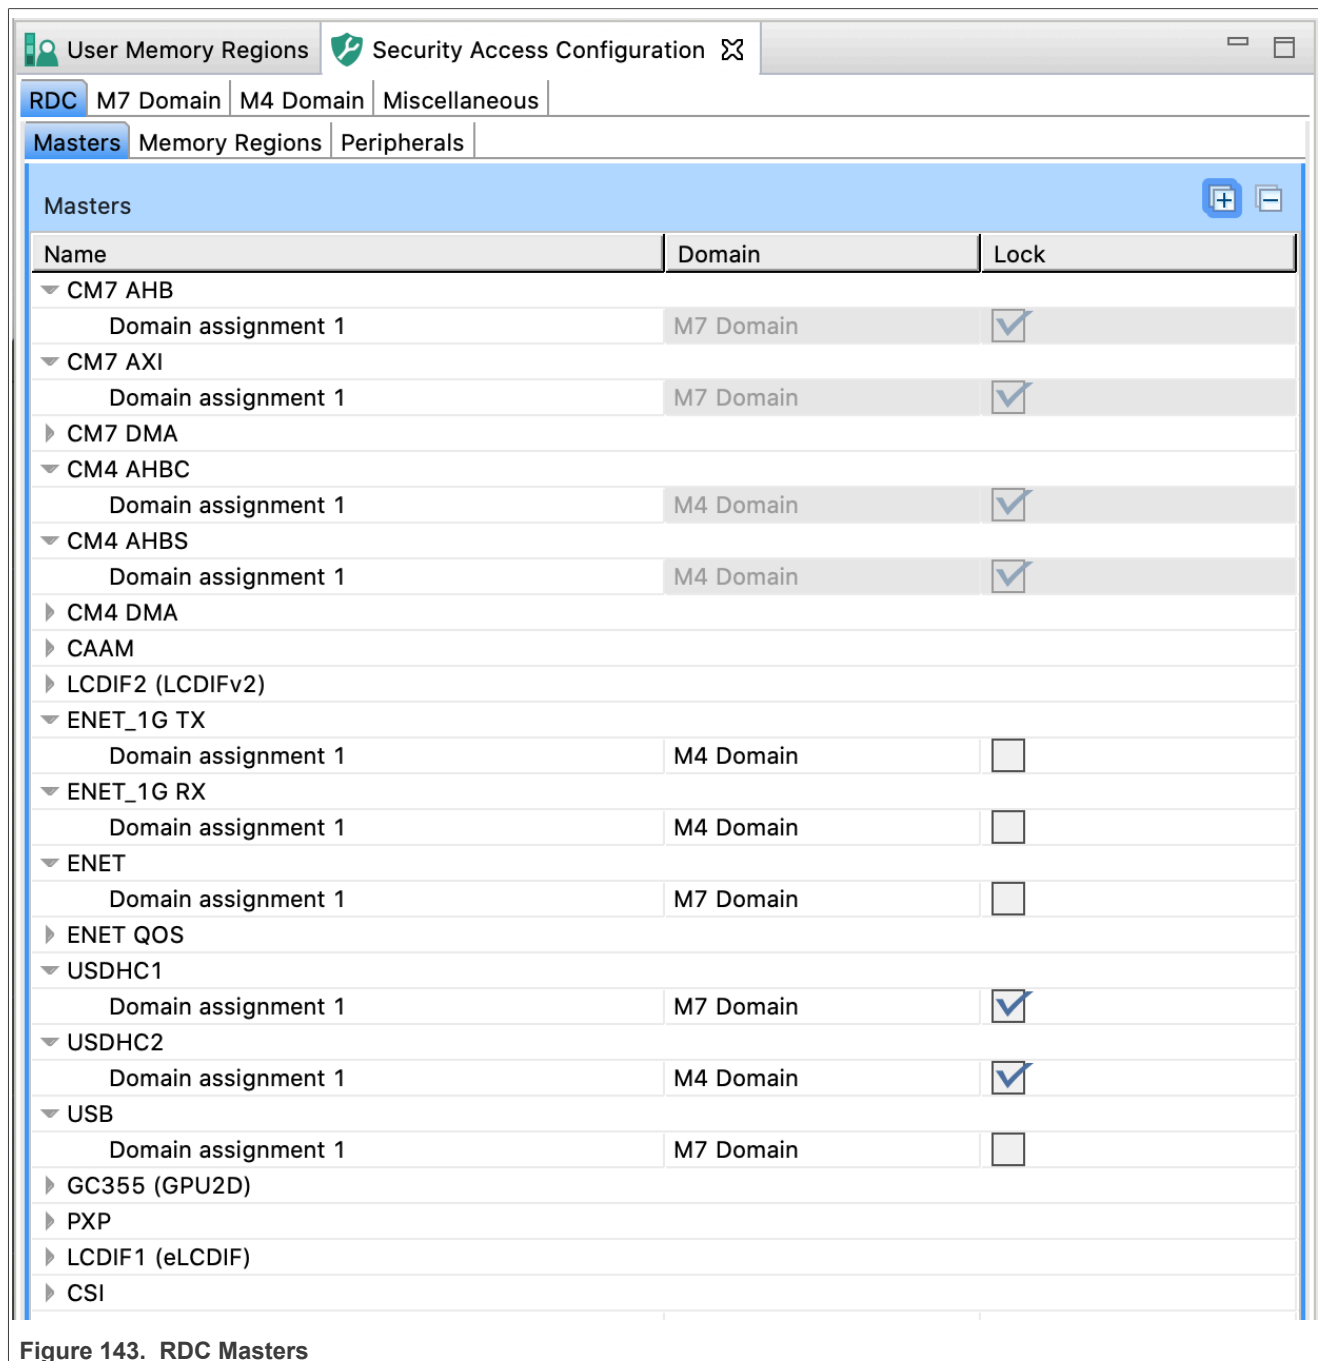 User Memory Regions Security Access Configuration
RDC M7 Domain M4 Domain Miscellaneous
Masters Memory Regions Peripherals
Masters
Name Domain Lock
CM7 AHB
Domain assignment 1 M7 Domain
CM7 AXI
Domain assignment 1 M7 Domain
CM7 DMA
CM4 AHBC
Domain assignment 1 M4 Domain
CM4 AHBS
Domain assignment 1 M4 Domain
CM4 DMA
CAAM
LCDIF2 (LCDIFv2)
ENET_1G TX
Domain assignment 1 M4 Domain
ENET_1G RX
Domain assignment 1 M4 Domain
ENET
Domain assignment 1 M7 Domain
ENET QOS
USDHC1
Domain assignment 1 M7 Domain
USDHC2
Domain assignment 1 M4 Domain
USB
Domain assignment 1 M7 Domain
GC355 (GPU2D)
PXP
LCDIF1 (eLCDIF)
CSI
Figure 143. RDC Masters